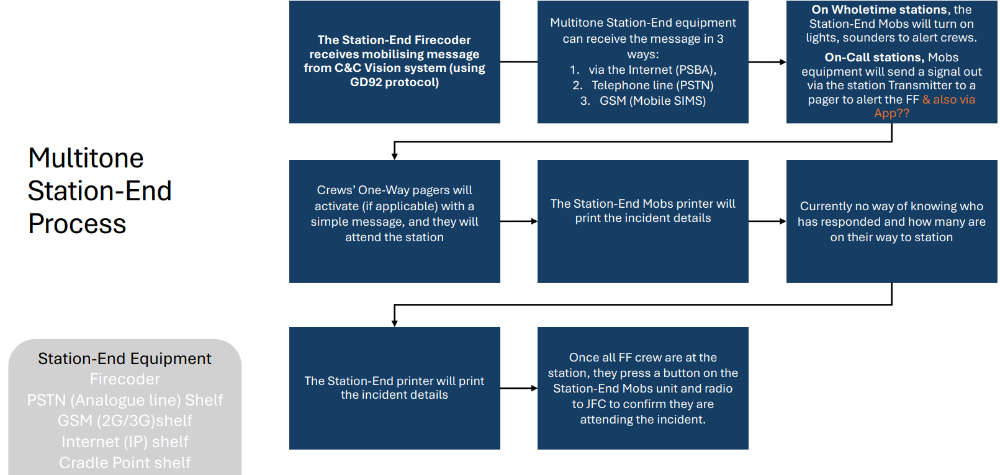 Multitone
Station-End
Process
The Station-End Firecoder
receives mobilising message
from C&C Vision system (using
GD92 protocol)
Multitone Station-End equipment
can receive the message in 3
ways:
1. via the Internet (PSBA),
2. Telephone line (PSTN)
3. GSM (Mobile SIMS)
On Wholetime stations, the
Station-End Mobs will turn on
lights, sounders to alert crews.
On-Call stations, Mobs
equipment will send a signal out
via the station Transmitter to a
pager to alert the FF & also via
App??
Crews’ One-Way pagers will
activate (if applicable) with a
simple message, and they will
attend the station
The Station-End Mobs printer will
print the incident details
Currently no way of knowing who
has responded and how many are
on their way to station
The Station-End printer will print
the incident details
Once all FF crew are at the
station, they press a button on the
Station-End Mobs unit and radio
to JFC to confirm they are
attending the incident.
Station-End Equipment
Firecoder
PSTN (Analogue line) Shelf
GSM (2G/3G)shelf
Internet (IP) shelf
Cradle Point shelf